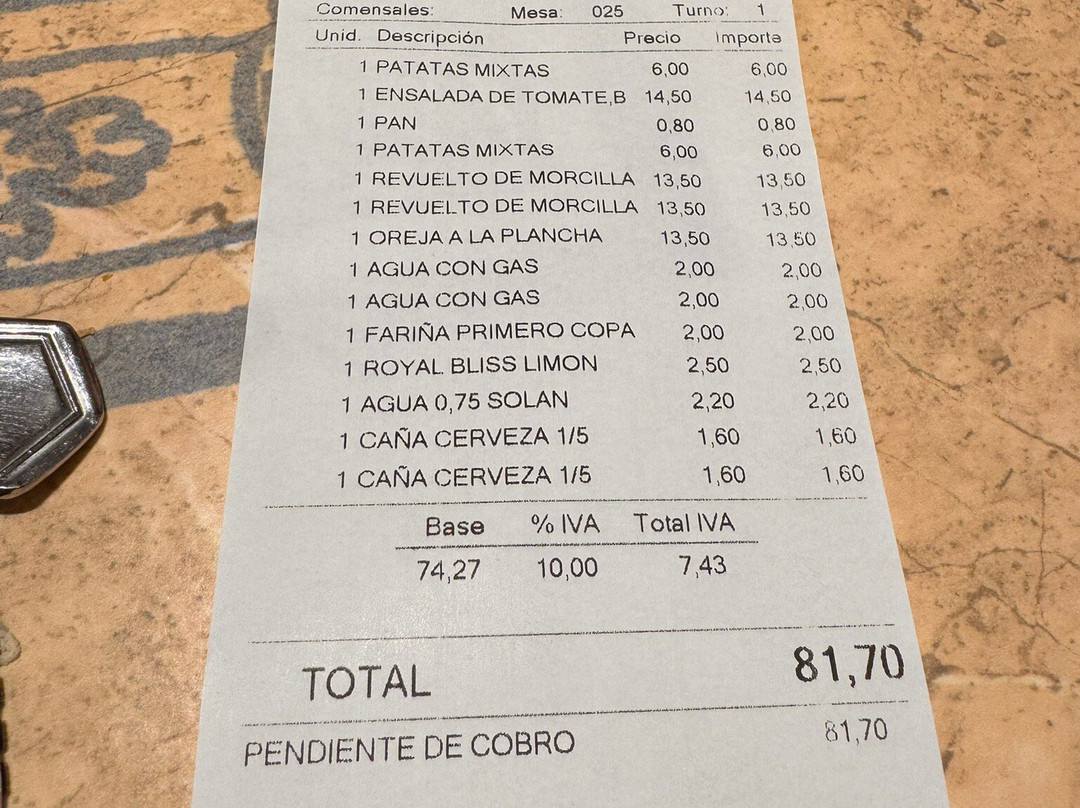 Comensales: Mesa: 025 Turno: 1
Unid. Descripción Precio Importe
1 PATATAS MIXTAS 6,00 6,00
1 ENSALADA DE TOMATE,B 14,50 14,50
1 PAN 0,80 0,80
1 PATATAS MIXTAS 6,00 6,00
1 REVUELTO DE MORCILLA 13,50 13,50
1 REVUELTO DE MORCILLA 13,50 13,50
1 OREJA A LA PLANCHA 13,50 13,50
1 AGUA CON GAS 2,00 2,00
1 AGUA CON GAS 2,00 2,00
1 FARIÑA PRIMERO COPA 2,00 2,00
1 ROYAL BLISS LIMON 2,50 2,50
1 AGUA 0,75 SOLAN 2,20 2,20
1 CAÑA CERVEZA 1/5 1,60 1,60
1 CAÑA CERVEZA 1/5 1,60 1,60
Base % IVA Total IVA
74,27 10,00 7,43
TOTAL 81,70
PENDIENTE DE COBRO 81,70